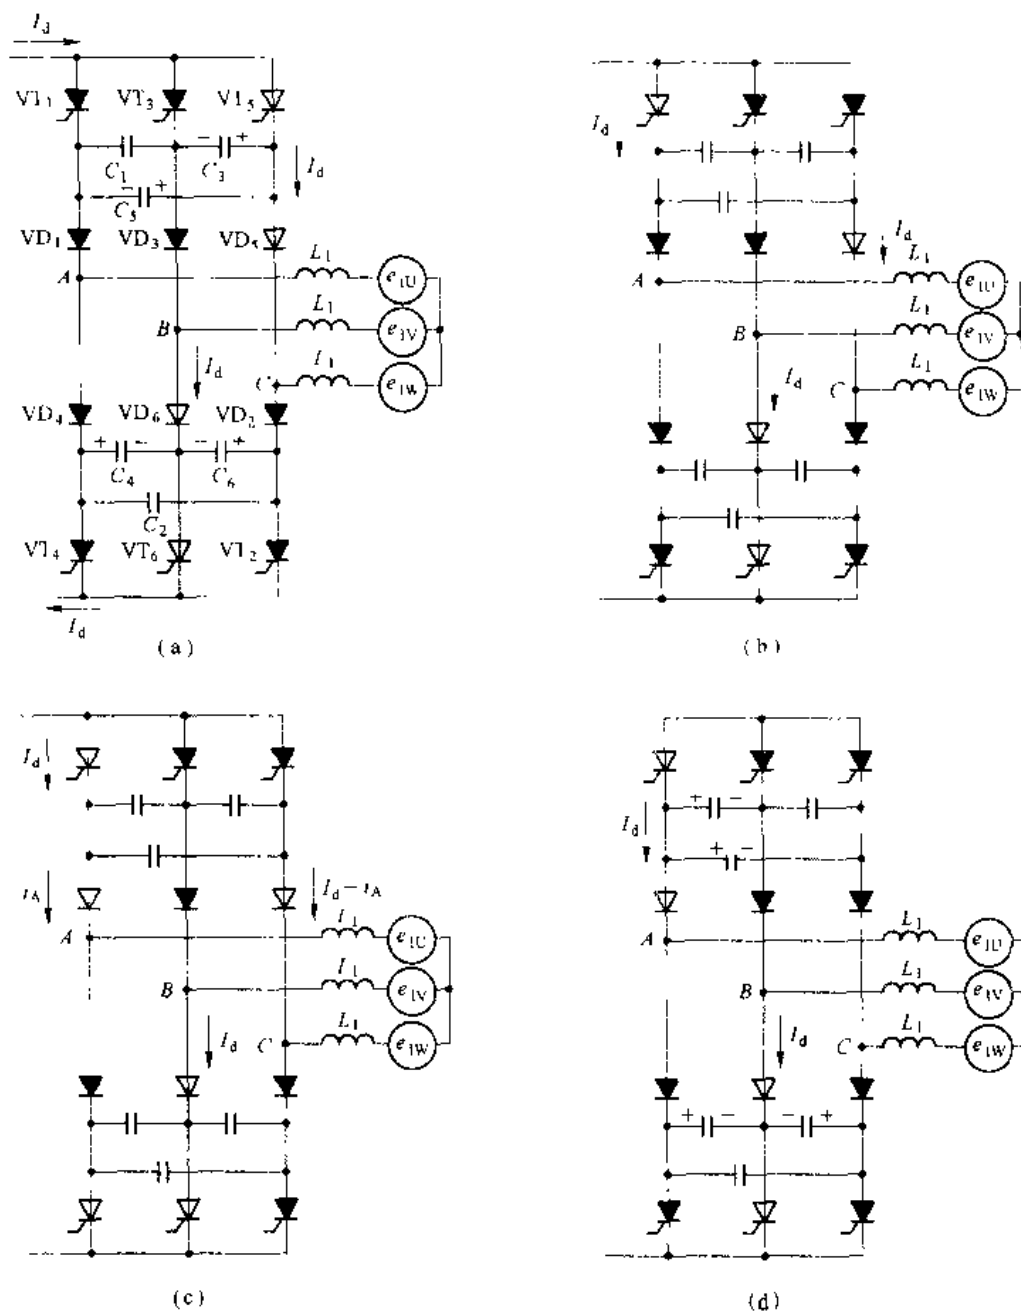 I_d
VT_1 VT_3 VT_5
− − +
C_1 C_3 I_d
− +
C_5
VD_1 VD_3 VD_5
L_1
A e_1U
L_1
B e_1V
I_d L_1
C e_1W
VD_4 VD_6 VD_2
+ − − +
C_4 C_6
C_2
VT_4 VT_6 VT_2
I_d
(a)
I_d
I_d
L_1
A e_1U
L_1
B e_1V
I_d L_1
C e_1W
(b)
I_d
i_A I_d − i_A
L_1
A e_1U
L_1
B e_1V
I_d L_1
C e_1W
(c)
+ −
I_d
+ −
L_1
A e_1U
L_1
B e_1V
L_1
I_d C e_1W
+ − − +
(d)